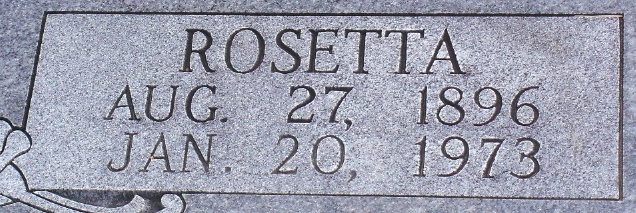 ROSETTA
AUG. 27, 1896
JAN. 20, 1973